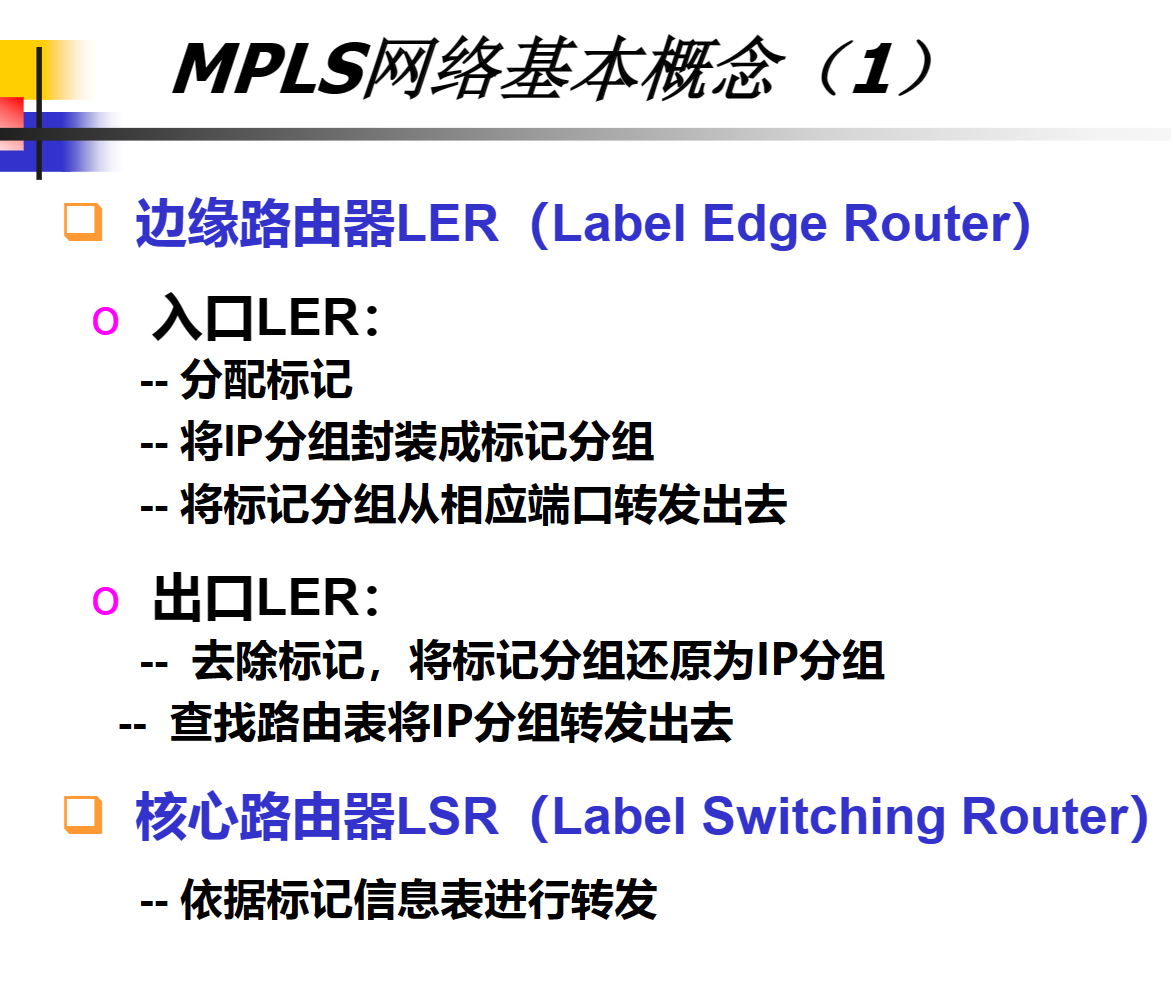 MPLS网络基本概念（1）
❑ 边缘路由器LER（Label Edge Router）
o 入口LER：
-- 分配标记
-- 将IP分组封装成标记分组
-- 将标记分组从相应端口转发出去
o 出口LER：
-- 去除标记，将标记分组还原为IP分组
-- 查找路由表将IP分组转发出去
❑ 核心路由器LSR（Label Switching Router）
-- 依据标记信息表进行转发